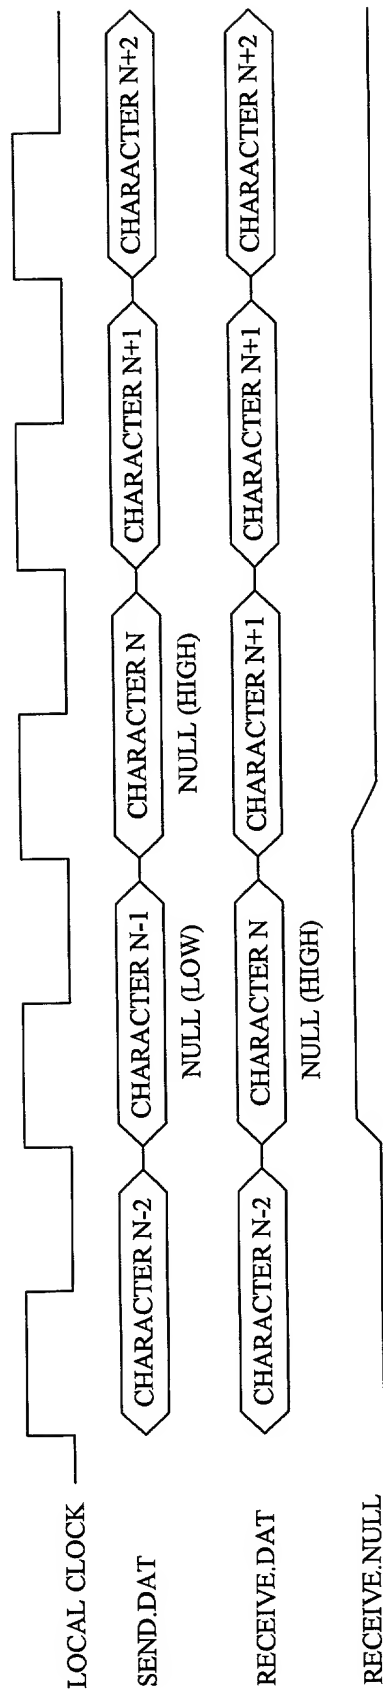 LOCAL CLOCK
SEND.DAT
CHARACTER N-2
CHARACTER N-1
CHARACTER N
CHARACTER N+1
CHARACTER N+2
NULL (LOW)
NULL (HIGH)
RECEIVE.DAT
CHARACTER N-2
CHARACTER N
CHARACTER N+1
CHARACTER N+1
CHARACTER N+2
NULL (HIGH)
RECEIVE.NULL